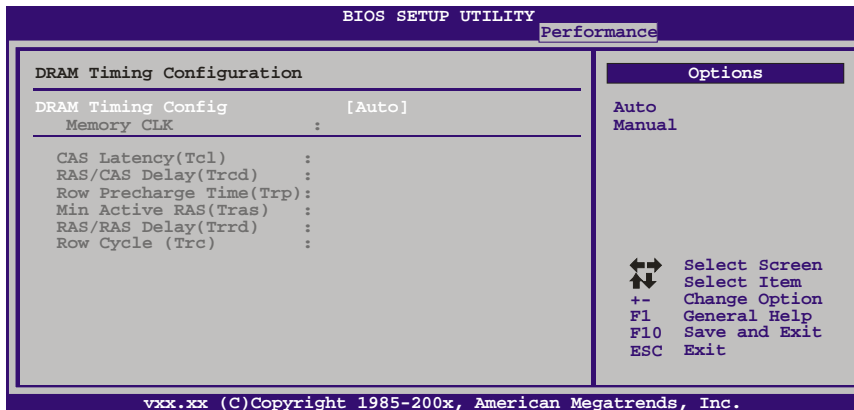 BIOS SETUP UTILITY
Performance
DRAM Timing Configuration
DRAM Timing Config [Auto]
Memory CLK :
CAS Latency(Tcl) :
RAS/CAS Delay(Trcd) :
Row Precharge Time(Trp):
Min Active RAS(Tras) :
RAS/RAS Delay(Trrd) :
Row Cycle (Trc) :
Options
Auto
Manual
Select Screen
Select Item
+- Change Option
F1 General Help
F10 Save and Exit
ESC Exit
vxx.xx (C)Copyright 1985-200x, American Megatrends, Inc.